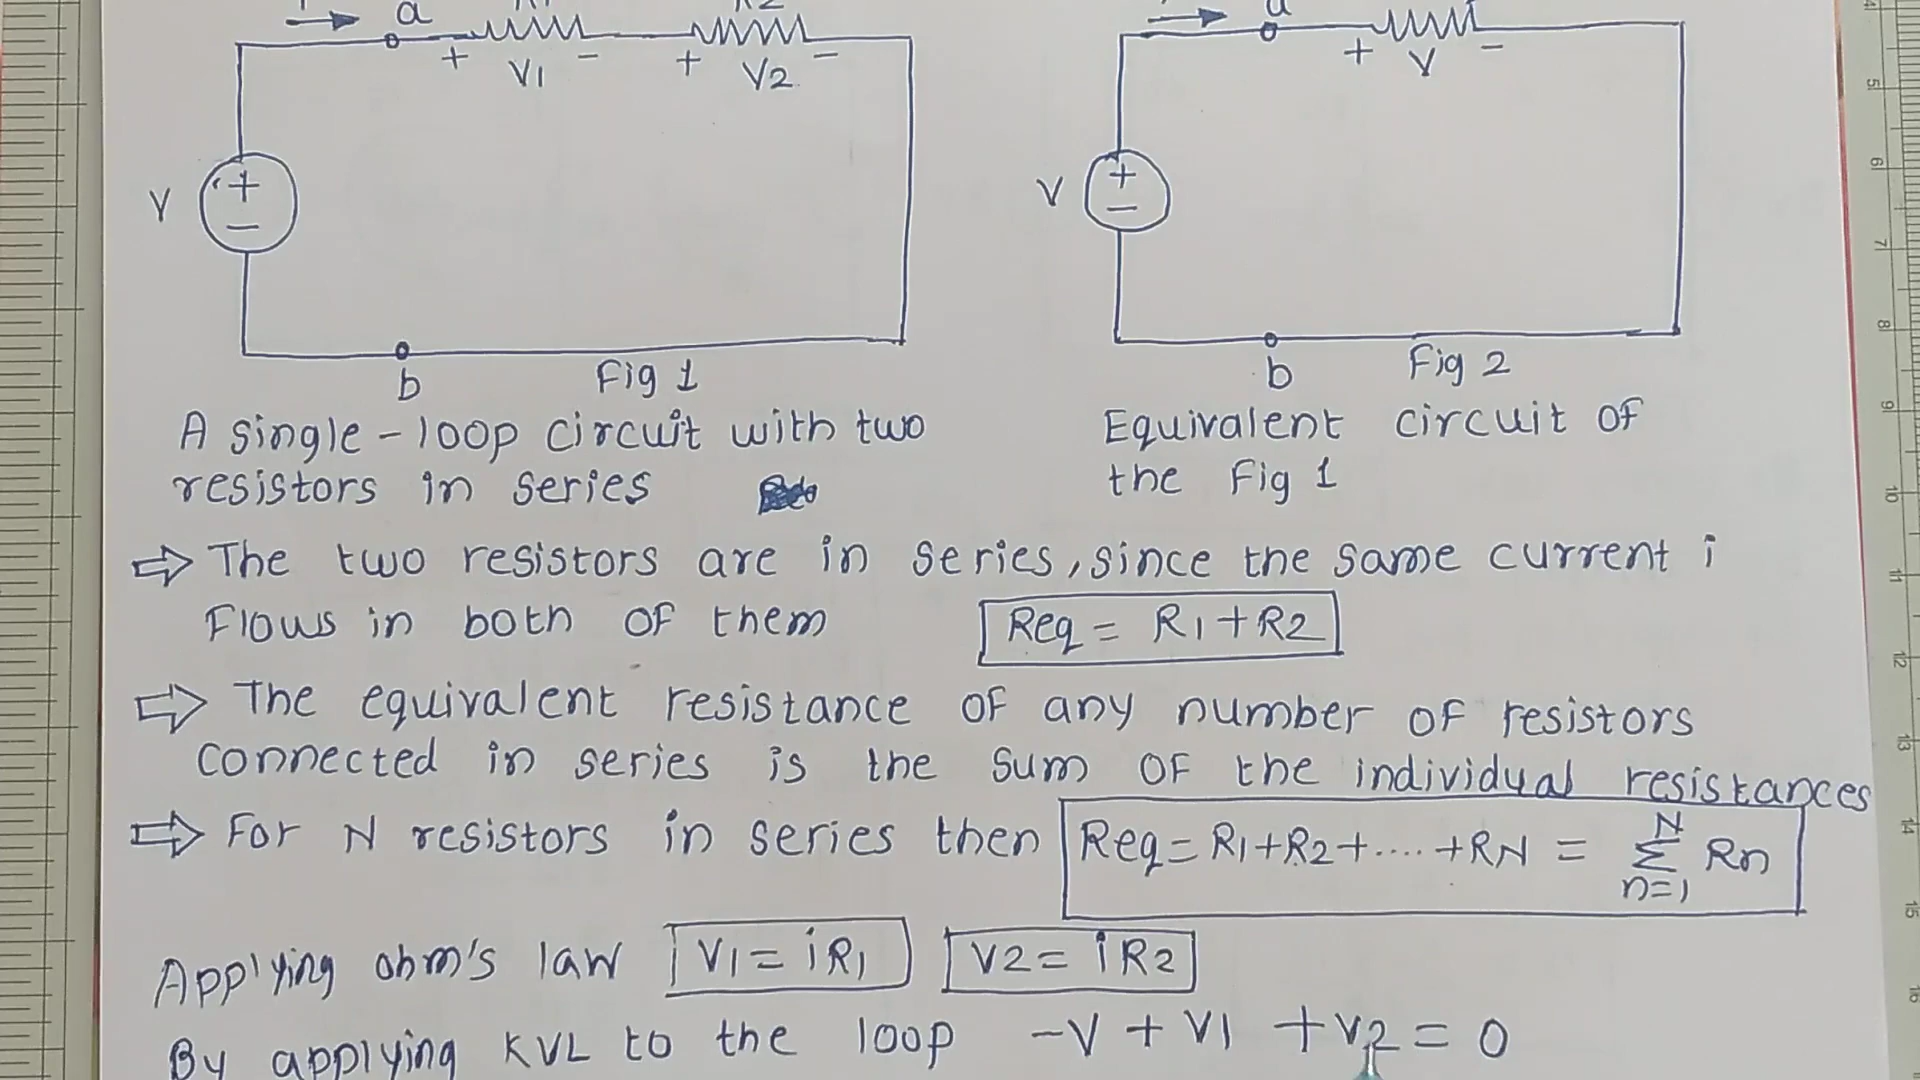 a
a
+ V1 - + V2 -
+ V -
V + -
V + -
b Fig 1
b Fig 2
A single-loop circuit with two
resistors in series
Equivalent circuit of
the Fig 1
⇒ The two resistors are in series, since the same current i
Flows in both of them Req = R1+R2
⇒ The equivalent resistance of any number of resistors
connected in series is the sum of the individual resistances
⇒ For N resistors in series then Req = R1+R2+....+RN = N Σ n=1 Rn
Applying ohm's law V1 = iR1 V2 = iR2
By applying KVL to the loop -V + V1 + V2 = 0